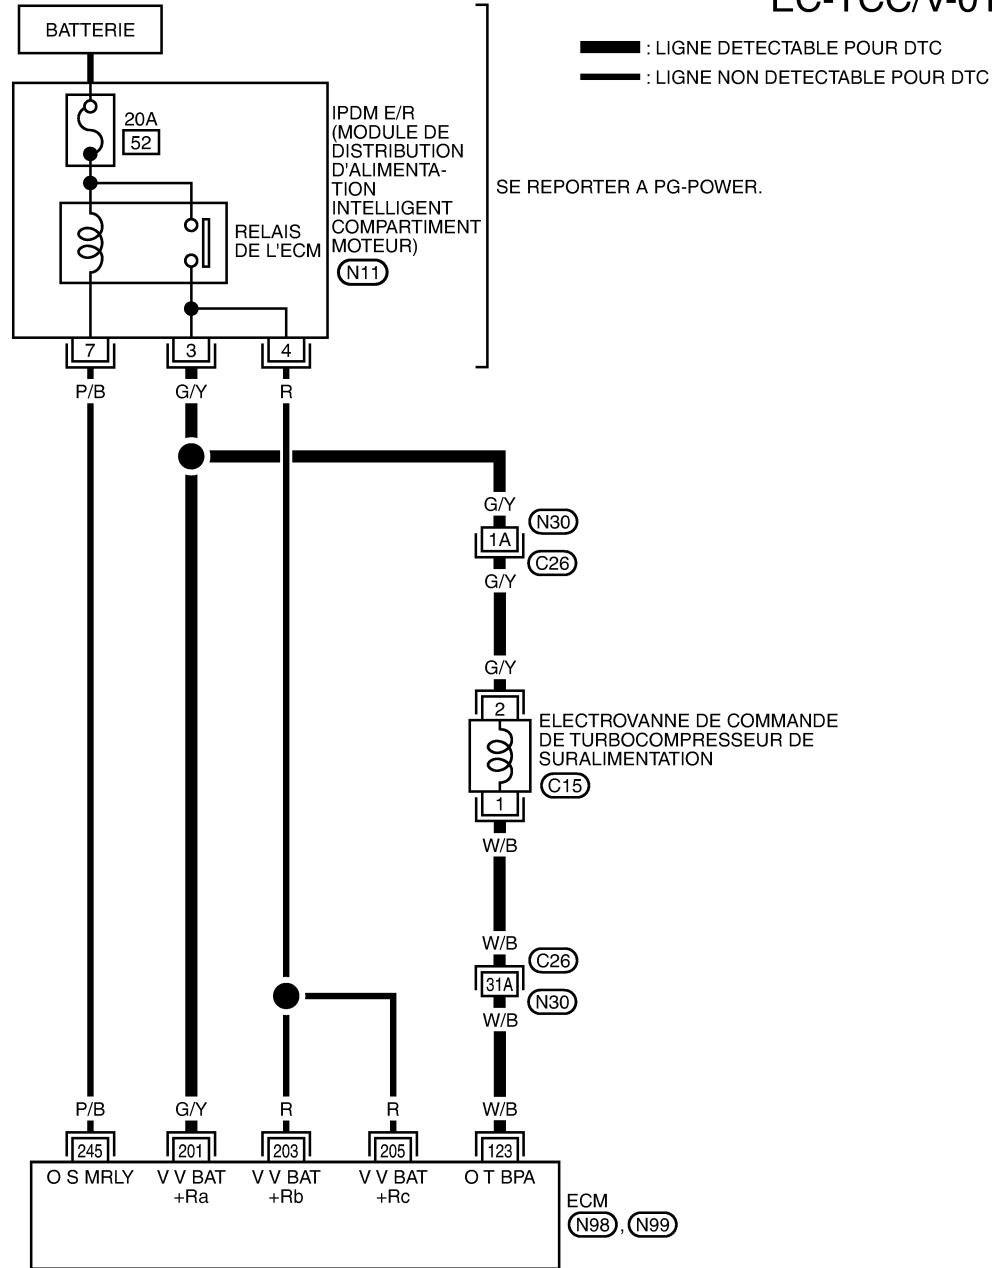 EC-TCC/V-01
BATTERIE
: LIGNE DETECTABLE POUR DTC
: LIGNE NON DETECTABLE POUR DTC
20A
52
IPDM E/R
(MODULE DE
DISTRIBUTION
D'ALIMENTA-
TION
INTELLIGENT
COMPARTIMENT
MOTEUR)
N11
SE REPORTER A PG-POWER.
RELAIS
DE L'ECM
7 3 4
P/B G/Y R
G/Y
N30
1A
C26
G/Y
G/Y
2
ELECTROVANNE DE COMMANDE
DE TURBOCOMPRESSEUR DE
SURALIMENTATION
C15
1
W/B
W/B
C26
31A
N30
W/B
P/B G/Y R R W/B
245 201 203 205 123
O S MRLY V V BAT V V BAT V V BAT O T BPA
+Ra +Rb +Rc
ECM
N98 , N99